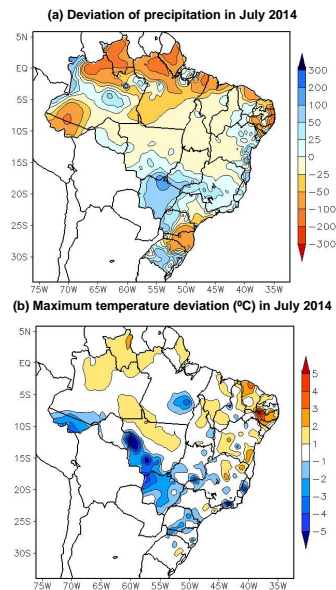 (a) Deviation of precipitation in July 2014
5N
EQ
5S
10S
15S
20S
25S
30S
75W 70W 65W 60W 55W 50W 45W 40W 35W
300
200
100
50
25
0
−25
−50
−100
−200
−300
(b) Maximum temperature deviation (ºC) in July 2014
5N
EQ
5S
10S
15S
20S
25S
30S
75W 70W 65W 60W 55W 50W 45W 40W 35W
5
4
3
2
1
−1
−2
−3
−4
−5